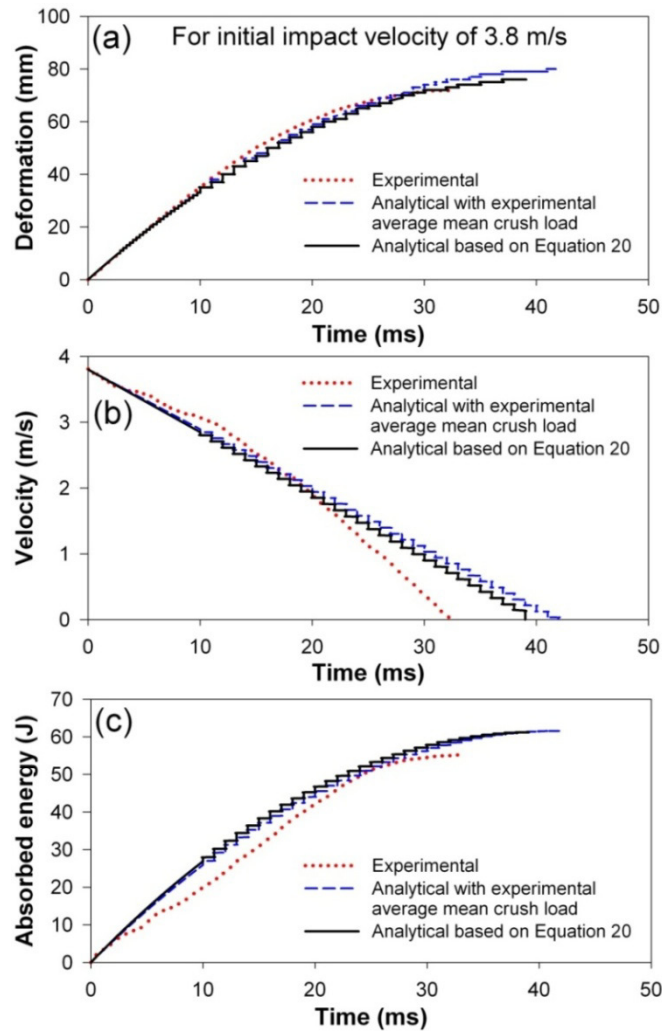 (a)
For initial impact velocity of 3.8 m/s
Deformation (mm)
100
80
60
40
20
0
Experimental
Analytical with experimental
average mean crush load
Analytical based on Equation 20
0 10 20 30 40 50
Time (ms)
(b)
Velocity (m/s)
4
3
2
1
0
Experimental
Analytical with experimental
average mean crush load
Analytical based on Equation 20
0 10 20 30 40 50
Time (ms)
(c)
Absorbed energy (J)
70
60
50
40
30
20
10
0
Experimental
Analytical with experimental
average mean crush load
Analytical based on Equation 20
0 10 20 30 40 50
Time (ms)